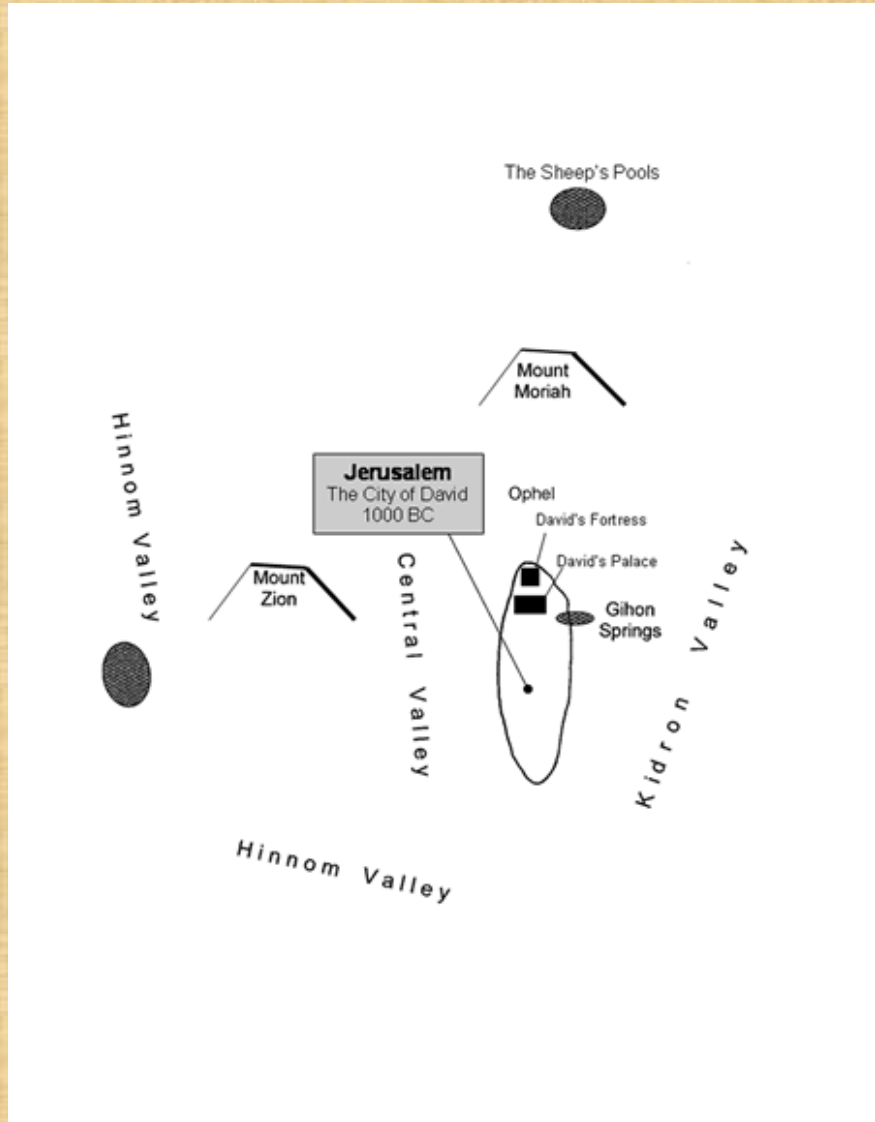 The Sheep's Pools
Mount
Moriah
Hinnom Valley
Jerusalem
The City of David
1000 BC
Ophel
David's Fortress
David's Palace
Mount
Zion
Central Valley
Gihon
Springs
Kidron Valley
Hinnom Valley